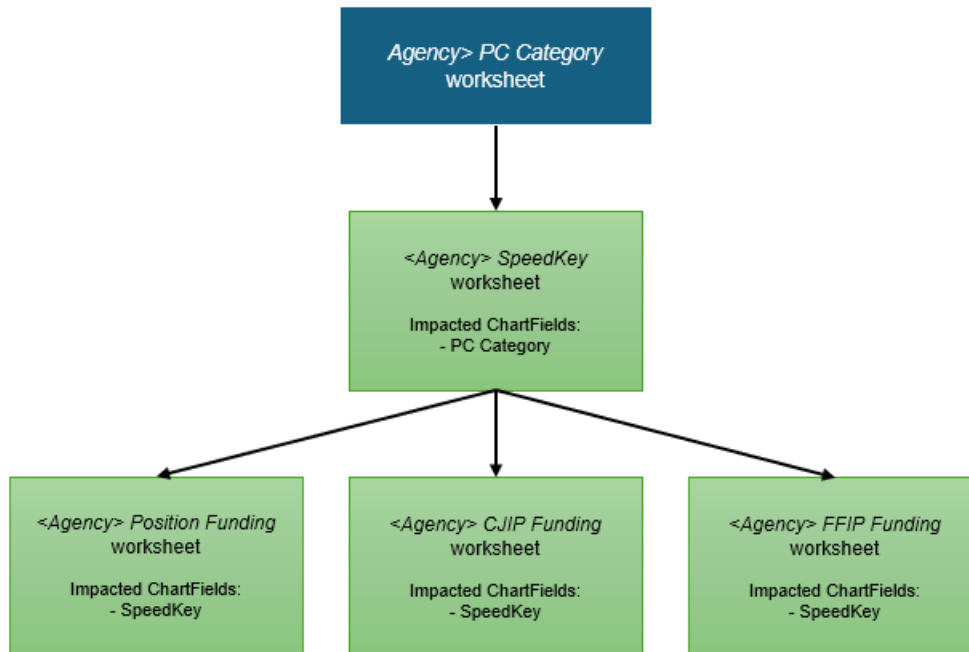 Agency> PC Category
worksheet
<Agency> SpeedKey
worksheet
Impacted ChartFields:
- PC Category
<Agency> Position Funding
worksheet
Impacted ChartFields:
- SpeedKey
<Agency> CJIP Funding
worksheet
Impacted ChartFields:
- SpeedKey
<Agency> FFIP Funding
worksheet
Impacted ChartFields:
- SpeedKey